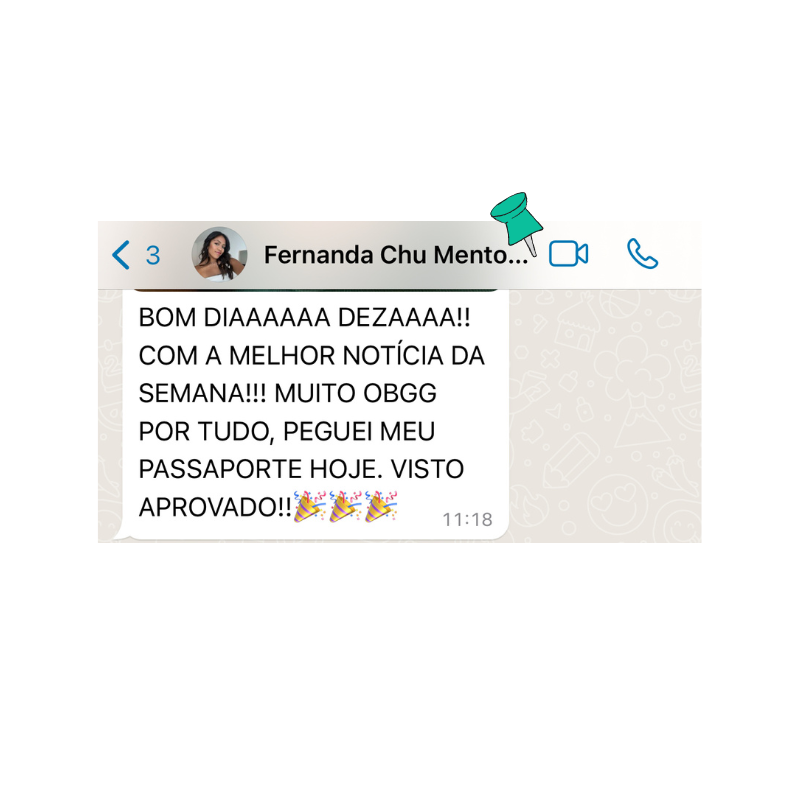 3
Fernanda Chu Mento...
BOM DIAAAAAA DEZAAAA!!
COM A MELHOR NOTÍCIA DA
SEMANA!!! MUITO OBGG
POR TUDO, PEGUEI MEU
PASSAPORTE HOJE. VISTO
APROVADO!!🎉🎉🎉
11:18